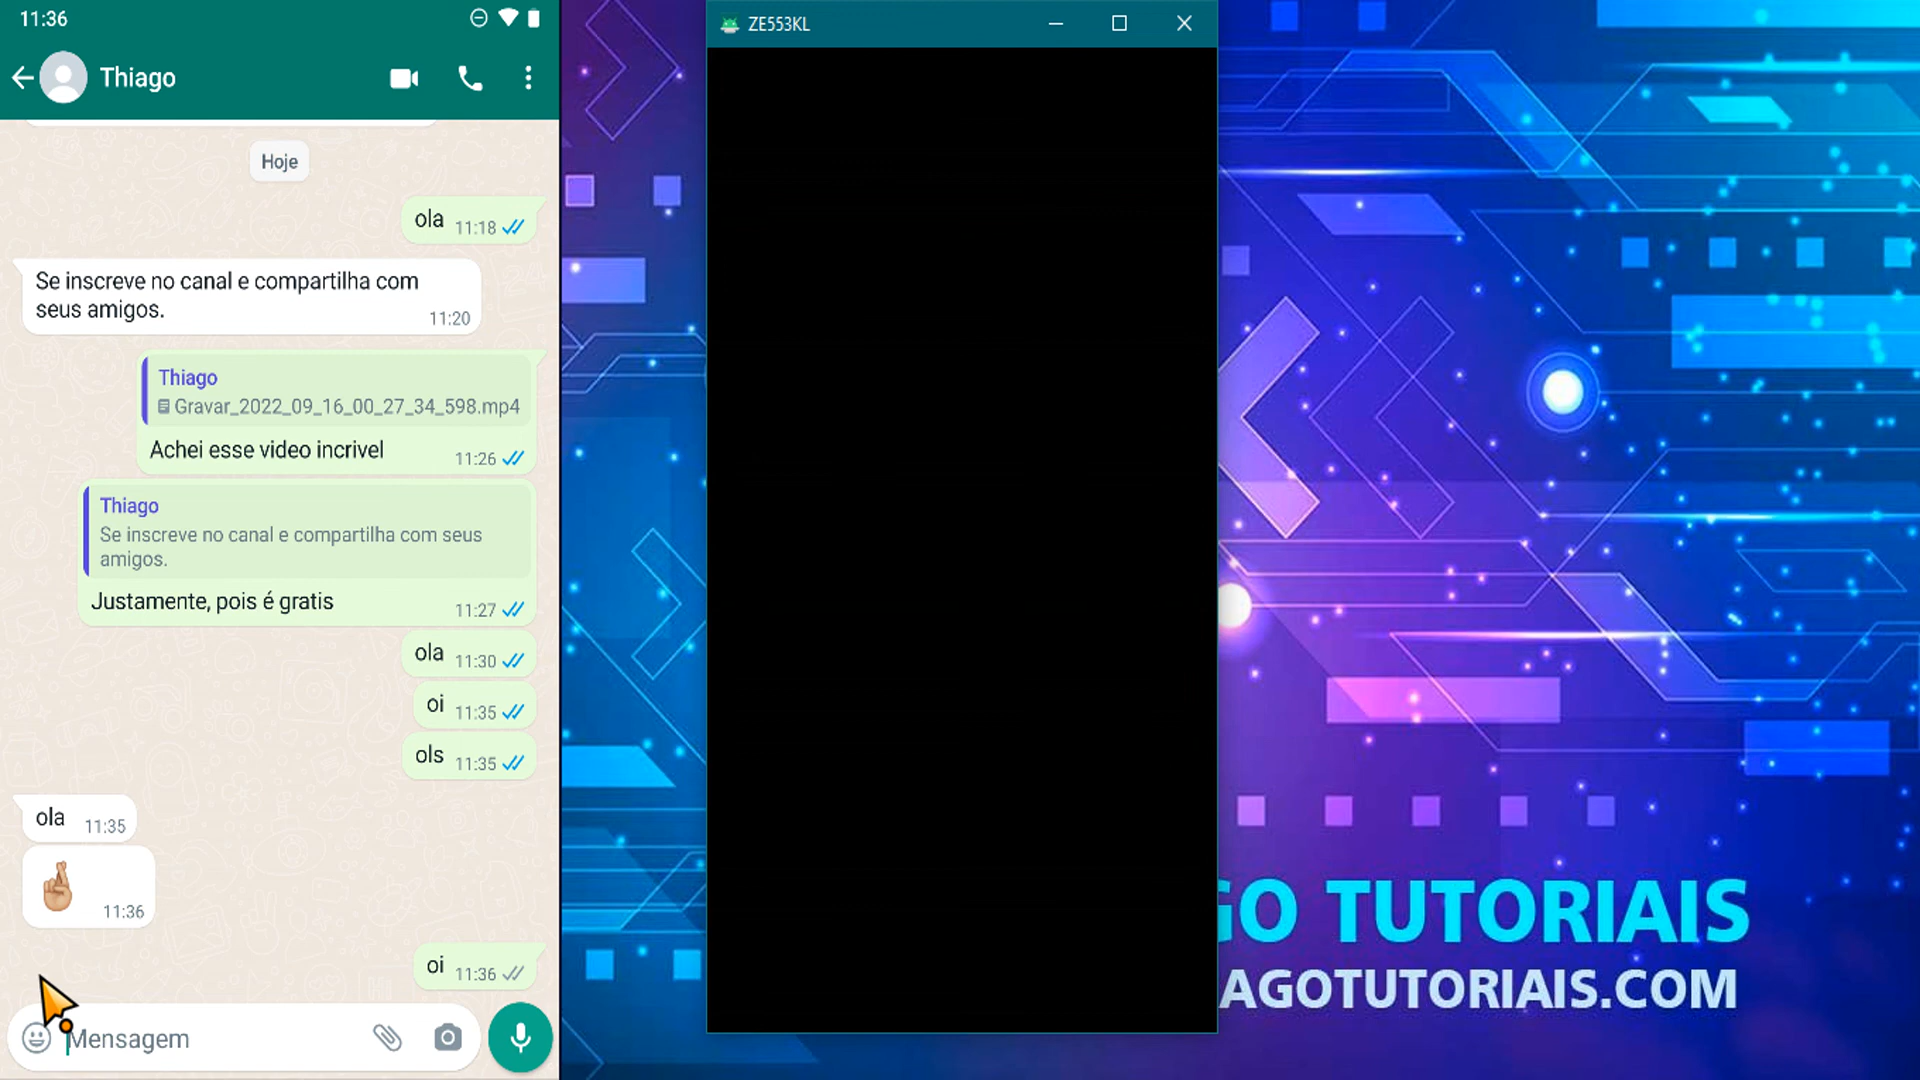 11:36
Thiago
Hoje
ola 11:18
Se inscreve no canal e compartilha com
seus amigos.
11:20
Thiago
Gravar_2022_09_16_00_27_34_598.mp4
Achei esse video incrivel 11:26
Thiago
Se inscreve no canal e compartilha com seus
amigos.
Justamente, pois é gratis 11:27
ola 11:30
oi 11:35
ols 11:35
ola 11:35
11:36
oi 11:36
Mensagem
ZE553KL
GO TUTORIAIS
AGOTUTORIAIS.COM